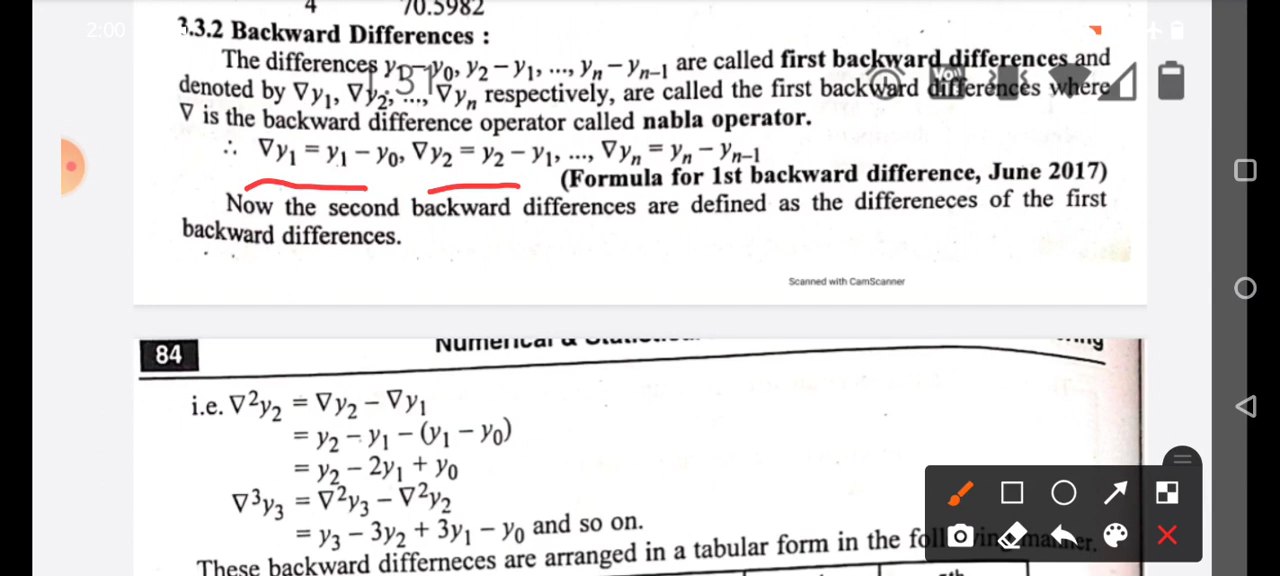 4 70.5982
2:00
3.3.2 Backward Differences :
The differences y₁ – y₀, y₂ – y₁, ..., yₙ – yₙ₋₁ are called first backward differences and
denoted by ∇y₁, ∇y₂, ..., ∇yₙ respectively, are called the first backward differences where
∇ is the backward difference operator called nabla operator.
∴ ∇y₁ = y₁ – y₀, ∇y₂ = y₂ – y₁, ..., ∇yₙ = yₙ – yₙ₋₁
(Formula for 1st backward difference, June 2017)
Now the second backward differences are defined as the differeneces of the first
backward differences.
Scanned with CamScanner
84 Numerical &
i.e. ∇²y₂ = ∇y₂ – ∇y₁
= y₂ – y₁ – (y₁ – y₀)
= y₂ – 2y₁ + y₀
∇³y₃ = ∇²y₃ – ∇²y₂
= y₃ – 3y₂ + 3y₁ – y₀ and so on.
These backward differneces are arranged in a tabular form in the following manner.